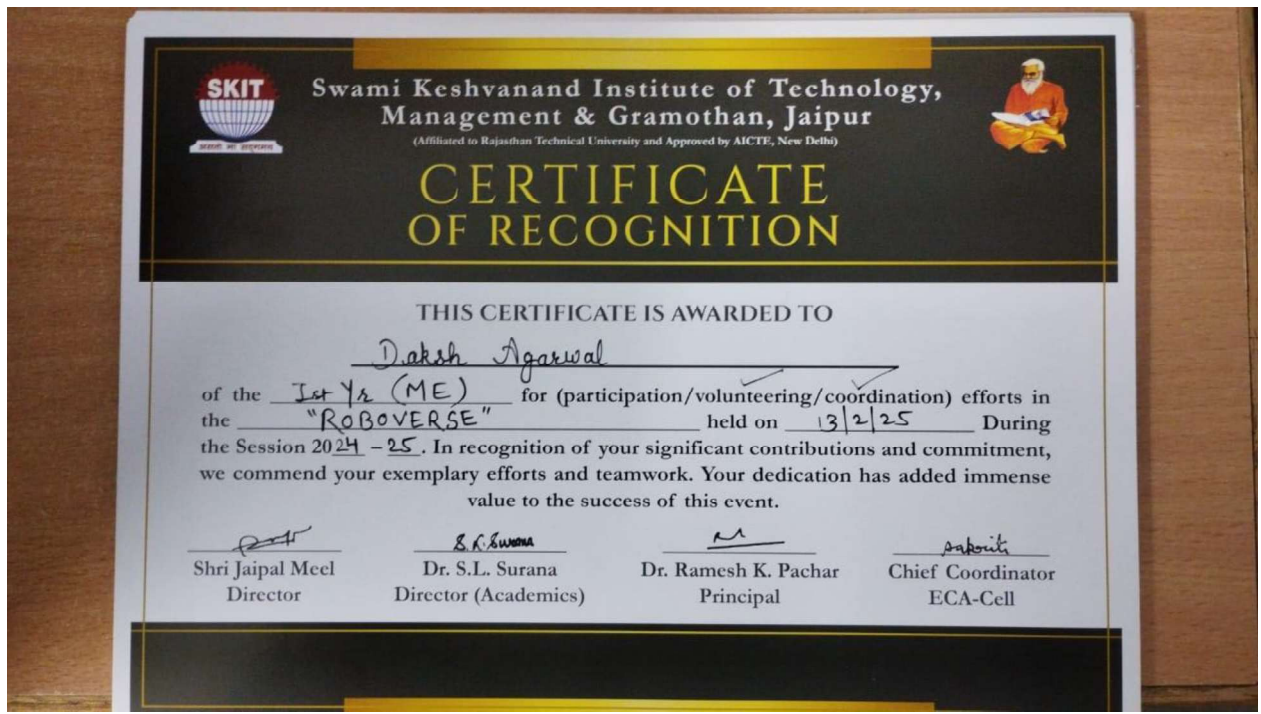 SKIT
असतो मा सद्गमय
Swami Keshvanand Institute of Technology,
Management & Gramothan, Jaipur
(Affiliated to Rajasthan Technical University and Approved by AICTE, New Delhi)
CERTIFICATE
OF RECOGNITION
THIS CERTIFICATE IS AWARDED TO
Daksh Agarwal
of the Ist Yr (ME) for (participation/volunteering/coordination) efforts in
the "ROBOVERSE" held on 13/2/25 During
the Session 2024 - 25. In recognition of your significant contributions and commitment,
we commend your exemplary efforts and teamwork. Your dedication has added immense
value to the success of this event.
S. L. Surana
Shri Jaipal Meel Dr. S.L. Surana Dr. Ramesh K. Pachar Chief Coordinator
Director Director (Academics) Principal ECA-Cell